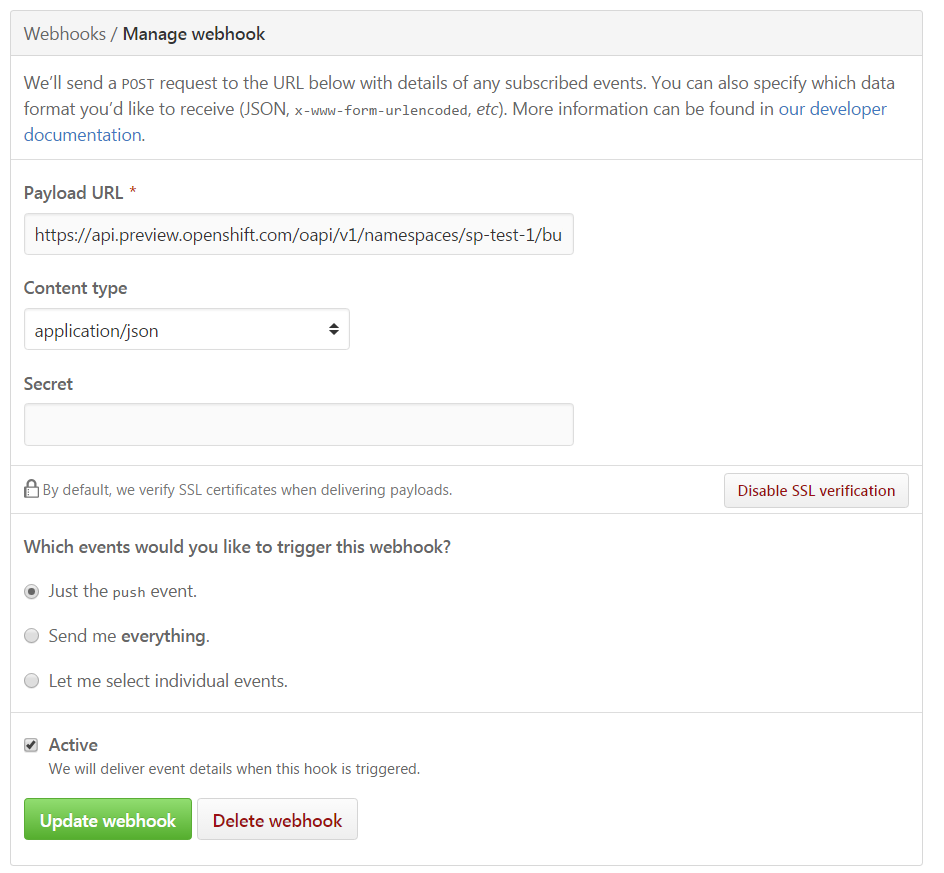 Webhooks / Manage webhook
We’ll send a POST request to the URL below with details of any subscribed events. You can also specify which data
format you’d like to receive (JSON, x-www-form-urlencoded, etc). More information can be found in our developer
documentation.
Payload URL *
https://api.preview.openshift.com/oapi/v1/namespaces/sp-test-1/bu
Content type
application/json
Secret
By default, we verify SSL certificates when delivering payloads.
Disable SSL verification
Which events would you like to trigger this webhook?
Just the push event.
Send me everything.
Let me select individual events.
Active
We will deliver event details when this hook is triggered.
Update webhook Delete webhook